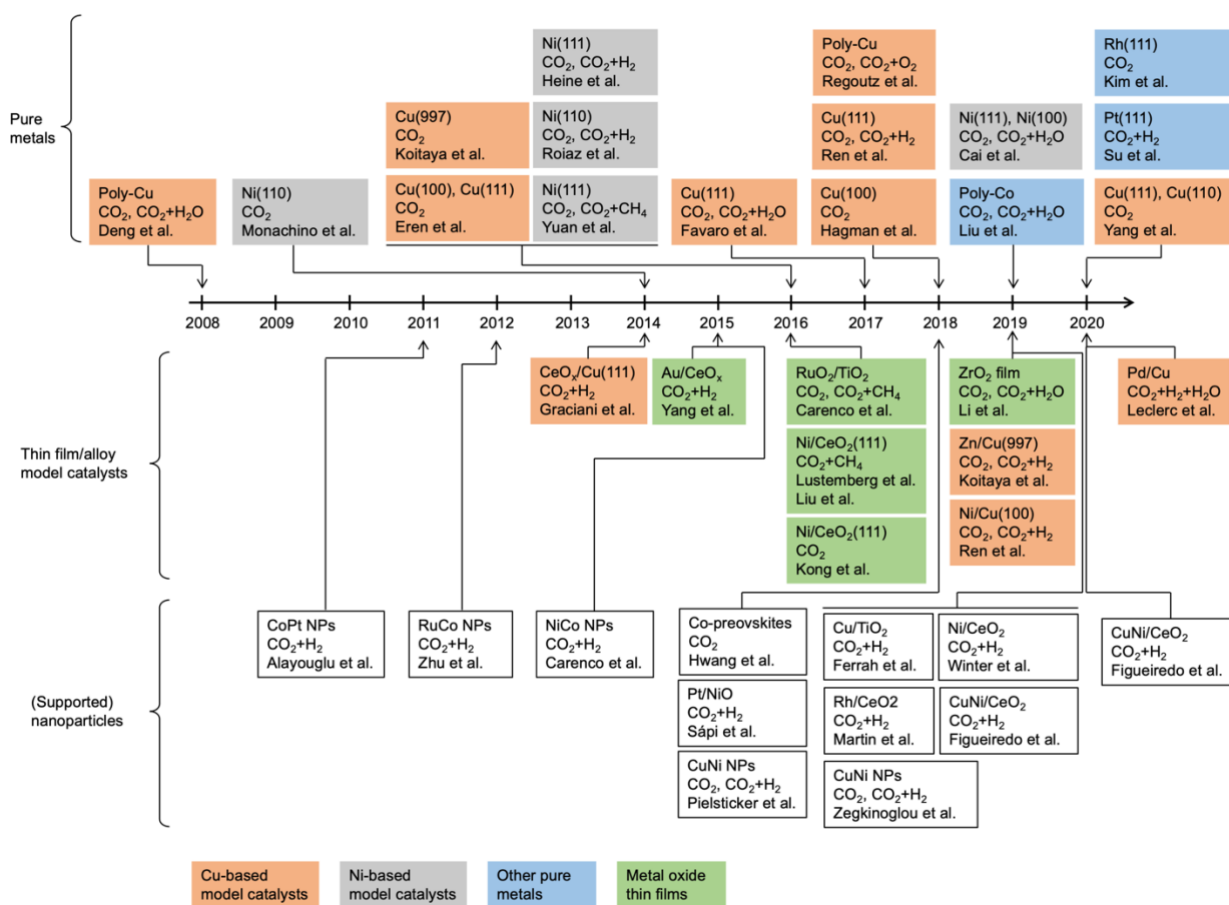 Pure
metals
Poly-Cu
CO₂, CO₂+H₂O
Deng et al.
Ni(110)
CO₂
Monachino et al.
Cu(997)
CO₂
Koitaya et al.
Cu(100), Cu(111)
CO₂
Eren et al.
Ni(111)
CO₂, CO₂+H₂
Heine et al.
Ni(110)
CO₂, CO₂+H₂
Roiaz et al.
Ni(111)
CO₂, CO₂+CH₄
Yuan et al.
Cu(111)
CO₂, CO₂+H₂O
Favaro et al.
Poly-Cu
CO₂, CO₂+O₂
Regoutz et al.
Cu(111)
CO₂, CO₂+H₂
Ren et al.
Cu(100)
CO₂
Hagman et al.
Ni(111), Ni(100)
CO₂, CO₂+H₂O
Cai et al.
Poly-Co
CO₂, CO₂+H₂O
Liu et al.
Rh(111)
CO₂
Kim et al.
Pt(111)
CO₂+H₂
Su et al.
Cu(111), Cu(110)
CO₂
Yang et al.
2008 2009 2010 2011 2012 2013 2014 2015 2016 2017 2018 2019 2020
Thin film/alloy
model catalysts
CeOₓ/Cu(111)
CO₂+H₂
Graciani et al.
Au/CeOₓ
CO₂+H₂
Yang et al.
RuO₂/TiO₂
CO₂, CO₂+CH₄
Carenco et al.
Ni/CeO₂(111)
CO₂+CH₄
Lustemberg et al.
Liu et al.
Ni/CeO₂(111)
CO₂
Kong et al.
ZrO₂ film
CO₂, CO₂+H₂O
Li et al.
Zn/Cu(997)
CO₂, CO₂+H₂
Koitaya et al.
Ni/Cu(100)
CO₂, CO₂+H₂
Ren et al.
Pd/Cu
CO₂+H₂+H₂O
Leclerc et al.
(Supported)
nanoparticles
CoPt NPs
CO₂+H₂
Alayouglu et al.
RuCo NPs
CO₂+H₂
Zhu et al.
NiCo NPs
CO₂+H₂
Carenco et al.
Co-preovskites
CO₂
Hwang et al.
Pt/NiO
CO₂+H₂
Sápi et al.
CuNi NPs
CO₂, CO₂+H₂
Pielsticker et al.
Cu/TiO₂
CO₂+H₂
Ferrah et al.
Ni/CeO₂
CO₂+H₂
Winter et al.
Rh/CeO2
CO₂+H₂
Martin et al.
CuNi/CeO₂
CO₂+H₂
Figueiredo et al.
CuNi NPs
CO₂, CO₂+H₂
Zegkinoglou et al.
CuNi/CeO₂
CO₂+H₂
Figueiredo et al.
Cu-based
model catalysts
Ni-based
model catalysts
Other pure
metals
Metal oxide
thin films